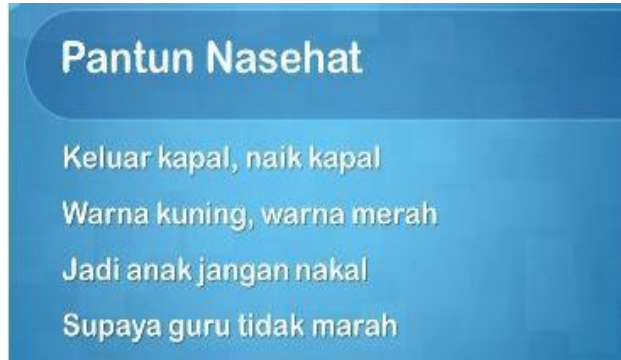 Pantun Nasehat
Keluar kapal, naik kapal
Warna kuning, warna merah
Jadi anak jangan nakal
Supaya guru tidak marah